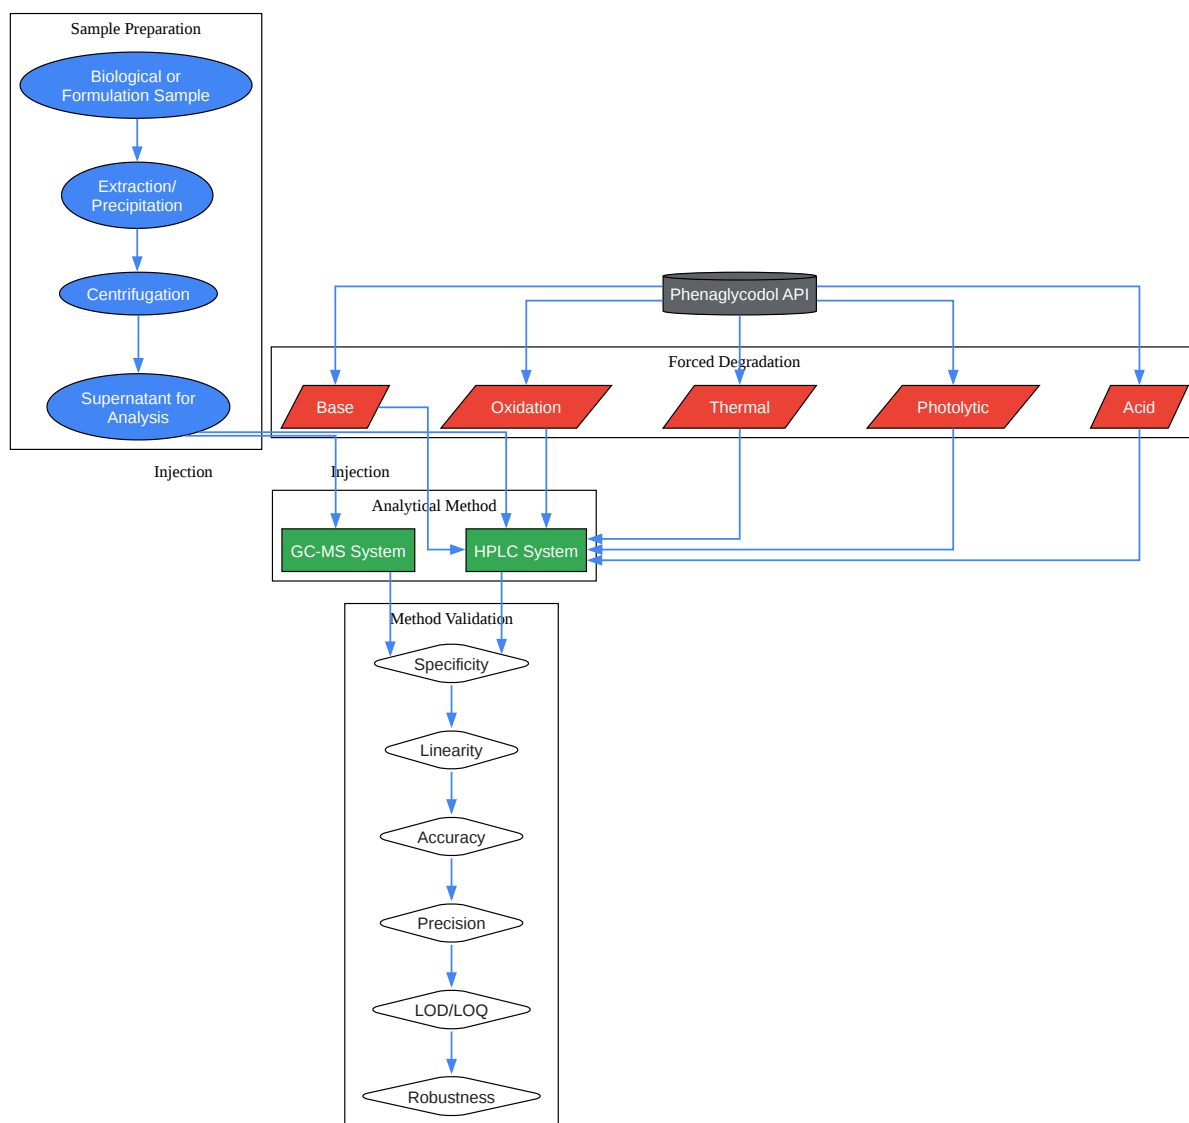 Sample Preparation
Biological or
Formulation Sample
Extraction/
Precipitation
Centrifugation
Supernatant for
Analysis
Phenaglycodol API
Forced Degradation
Base
Oxidation
Thermal
Photolytic
Acid
Injection
Injection
Analytical Method
GC-MS System
HPLC System
Method Validation
Specificity
Linearity
Accuracy
Precision
LOD/LOQ
Robustness